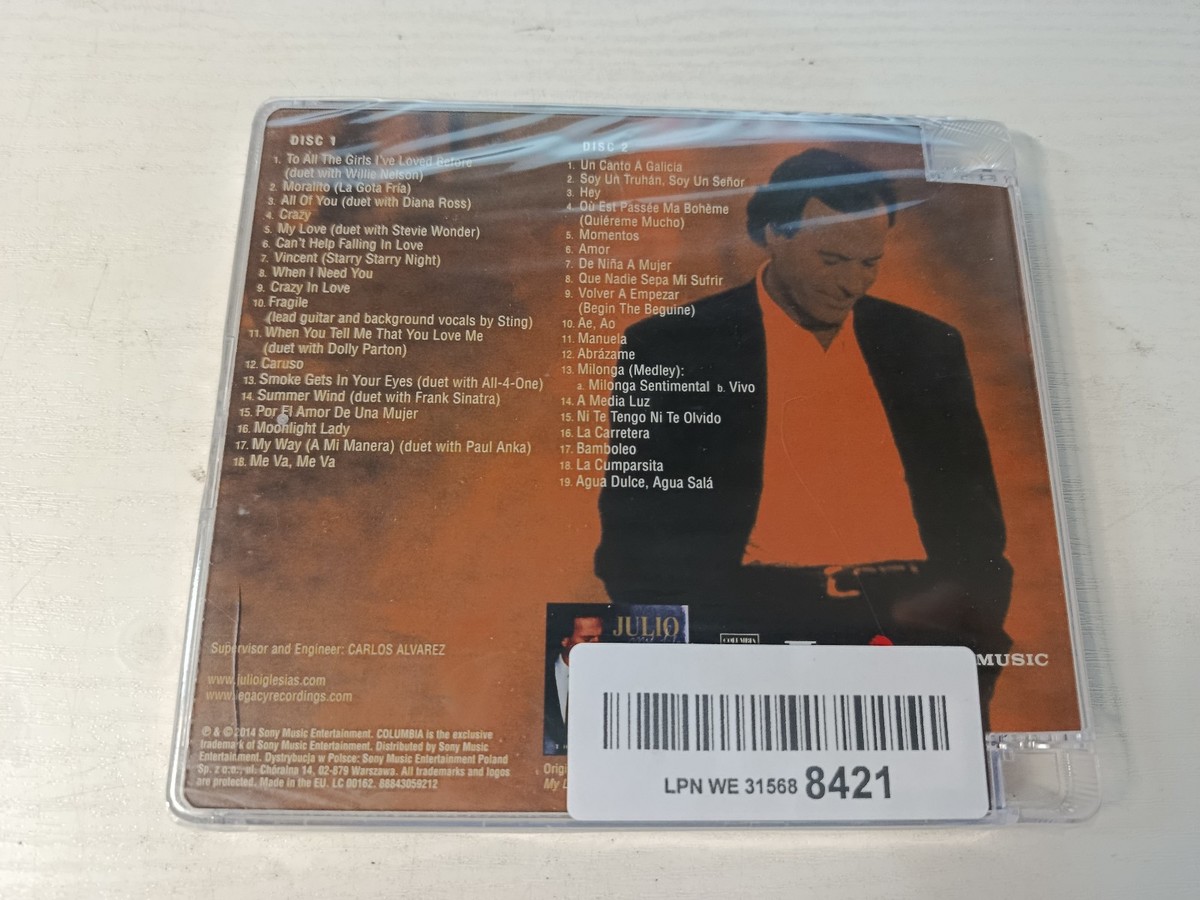 DISC 1
1. To All The Girls I've Loved Before
(duet with Willie Nelson)
2. Moralito (La Gota Fría)
3. All Of You (duet with Diana Ross)
4. Crazy
5. My Love (duet with Stevie Wonder)
6. Can't Help Falling In Love
7. Vincent (Starry Starry Night)
8. When I Need You
9. Crazy In Love
10. Fragile
(lead guitar and background vocals by Sting)
11. When You Tell Me That You Love Me
(duet with Dolly Parton)
12. Caruso
13. Smoke Gets In Your Eyes (duet with All-4-One)
14. Summer Wind (duet with Frank Sinatra)
15. Por El Amor De Una Mujer
16. Moonlight Lady
17. My Way (A Mi Manera) (duet with Paul Anka)
18. Me Va, Me Va
DISC 2
1. Un Canto A Galicia
2. Soy Un Truhán, Soy Un Señor
3. Hey
4. Où Est Passée Ma Bohème
(Quiéreme Mucho)
5. Momentos
6. Amor
7. De Niña A Mujer
8. Que Nadie Sepa Mi Sufrir
9. Volver A Empezar
(Begin The Beguine)
10. Ae, Ao
11. Manuela
12. Abrázame
13. Milonga (Medley):
a. Milonga Sentimental b. Vivo
14. A Media Luz
15. Ni Te Tengo Ni Te Olvido
16. La Carretera
17. Bamboleo
18. La Cumparsita
19. Agua Dulce, Agua Salá
Supervisor and Engineer: CARLOS ALVAREZ
www.julioiglesias.com
www.legacyrecordings.com
℗ & © 2014 Sony Music Entertainment. COLUMBIA is the exclusive
trademark of Sony Music Entertainment. Distributed by Sony Music
Entertainment. Dystrybucja w Polsce: Sony Music Entertainment Poland
Sp. z o.o., ul. Chóralna 14, 02-879 Warszawa. All trademarks and logos
are protected. Made in the EU. LC 00162. 88843059212
JULIO
COLUMBIA
MUSIC
My
LPN WE 31568 8421